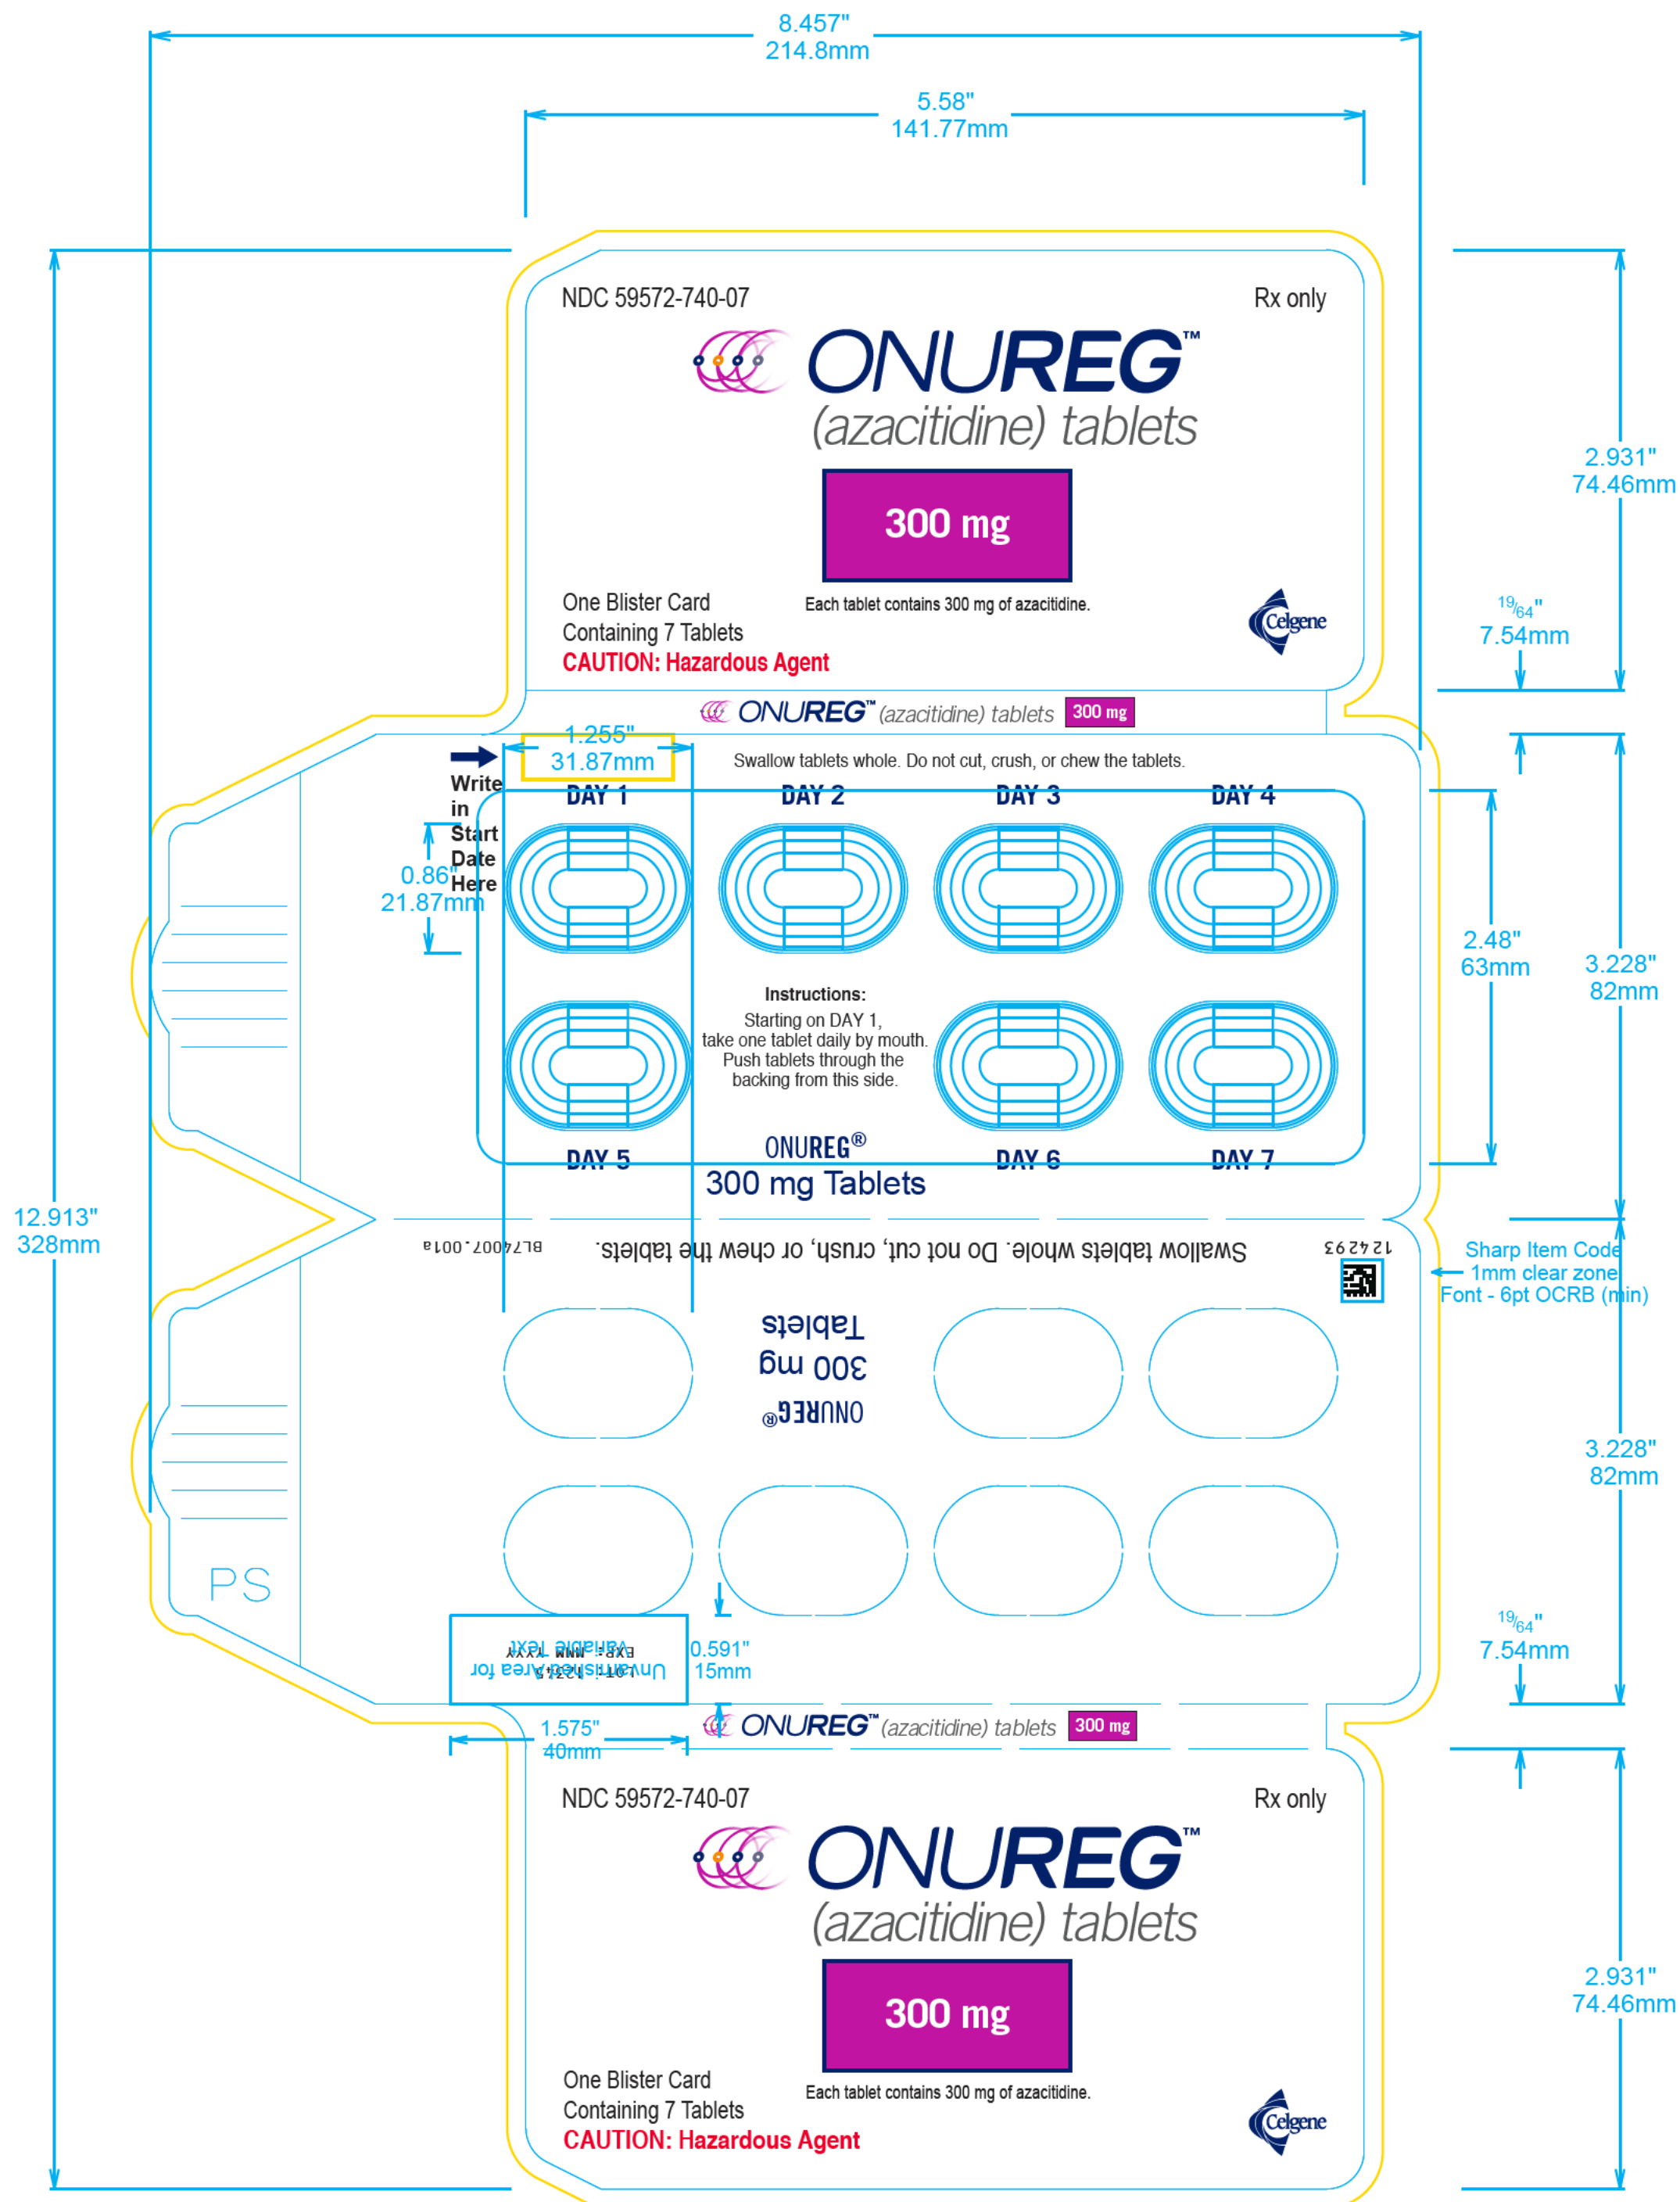 8.457"
214.8mm
5.58"
141.77mm
NDC 59572-740-07
Rx only
ONUREG™
(azacitidine) tablets
300 mg
2.931"
74.46mm
One Blister Card
Containing 7 Tablets
CAUTION: Hazardous Agent
Each tablet contains 300 mg of azacitidine.
Celgene
19/64"
7.54mm
ONUREG™ (azacitidine) tablets 300 mg
1.255"
31.87mm
Swallow tablets whole. Do not cut, crush, or chew the tablets.
Write
in
Start
Date
Here
DAY 1
DAY 2
DAY 3
DAY 4
0.86"
21.87mm
2.48"
63mm
3.228"
82mm
Instructions:
Starting on DAY 1,
take one tablet daily by mouth.
Push tablets through the
backing from this side.
DAY 5
ONUREG®
300 mg Tablets
DAY 6
DAY 7
12.913"
328mm
BL74007.001a
Swallow tablets whole. Do not cut, crush, or chew the tablets.
124293
Sharp Item Code
1mm clear zone
Font - 6pt OCRB (min)
ONUREG®
300 mg
Tablets
3.228"
82mm
PS
Unvarnished Area for
Variable Text
LOT: 12345
EXP: MMM YYYY
0.591"
15mm
19/64"
7.54mm
1.575"
40mm
ONUREG™ (azacitidine) tablets 300 mg
NDC 59572-740-07
Rx only
ONUREG™
(azacitidine) tablets
300 mg
2.931"
74.46mm
One Blister Card
Containing 7 Tablets
CAUTION: Hazardous Agent
Each tablet contains 300 mg of azacitidine.
Celgene